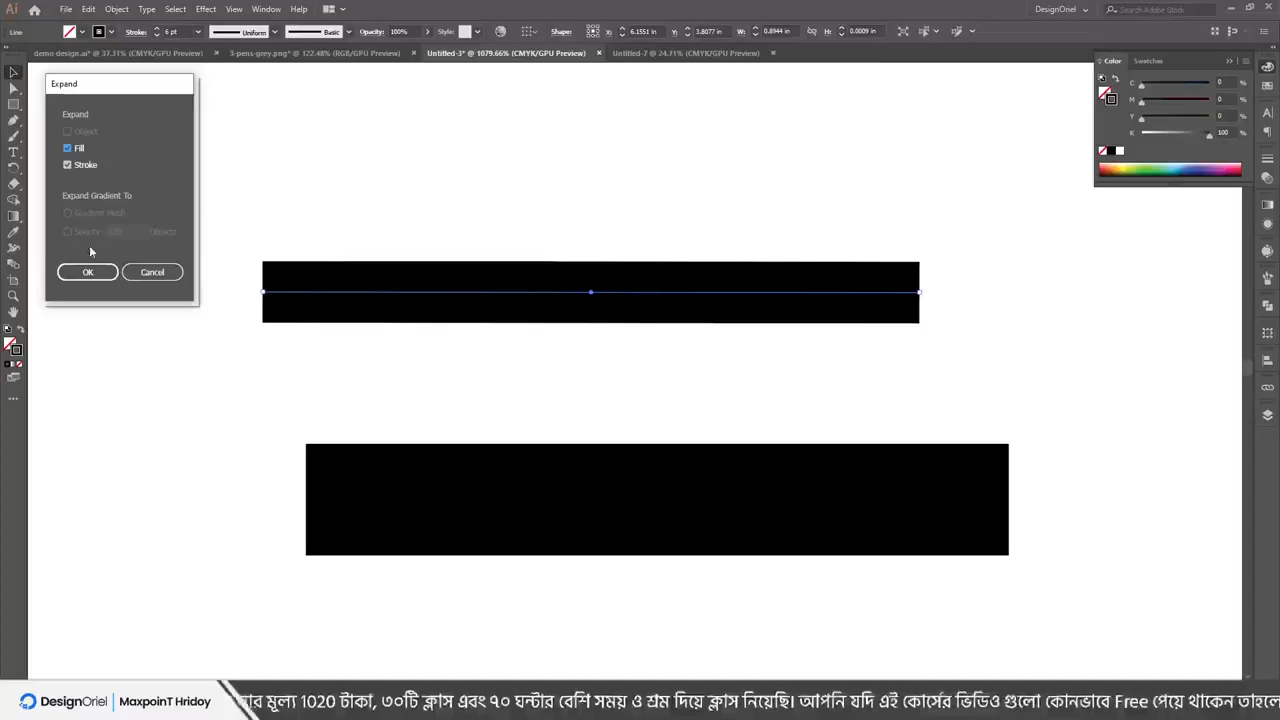 Ai File Edit Object Type Select Effect View Window Help DesignOriel Search Adobe Stock
Line Stroke: 6 pt Uniform Basic Opacity: 100% Style: Shape: X: 6.1551 in Y: 3.8077 in W: 0.8944 in H: 0.0009 in
demo design.ai* @ 37.31% (CMYK/GPU Preview) × 3-pens-grey.png* @ 122.48% (RGB/GPU Preview) × Untitled-3* @ 1079.66% (CMYK/GPU Preview) × Untitled-7 @ 24.71% (CMYK/GPU Preview) ×
Color Swatches
C 0 %
M 0 %
Y 0 %
K 100 %
Expand
Expand
Object
Fill
Stroke
Expand Gradient To
Gradient Mesh
Specify: Objects
OK Cancel
DesignOriel MaxpoinT Hridoy মূল্য 1020 টাকা, ৩০টি ক্লাস এবং ৭০ ঘন্টার বেশি সময় ও শ্রম দিয়ে ক্লাস নিয়েছি। আপনি যদি এই কোর্সের ভিডিও গুলো কোনভাবে Free পেয়ে থাকেন তাহলে